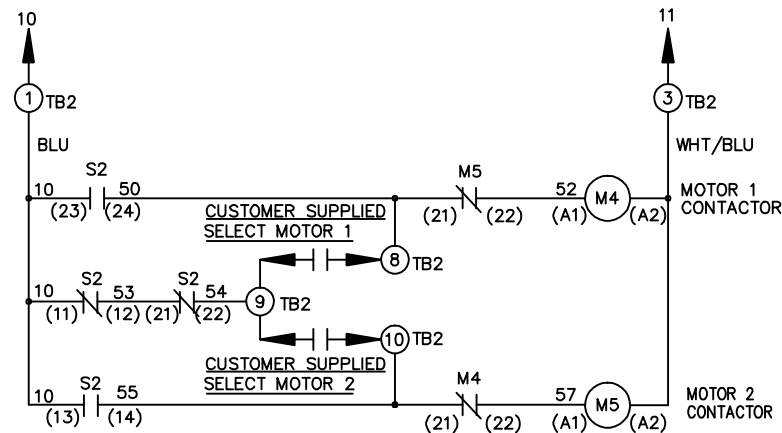 10
11
1 TB2
3 TB2
BLU
WHT/BLU
S2
M5
10
50
52
M4
MOTOR 1
CONTACTOR
(23)
(24)
(21)
(22)
(A1)
(A2)
CUSTOMER SUPPLIED
SELECT MOTOR 1
8 TB2
S2
S2
10
53
54
9 TB2
(11)
(12)
(21)
(22)
10 TB2
CUSTOMER SUPPLIED
SELECT MOTOR 2
S2
M4
10
55
57
M5
MOTOR 2
CONTACTOR
(13)
(14)
(21)
(22)
(A1)
(A2)